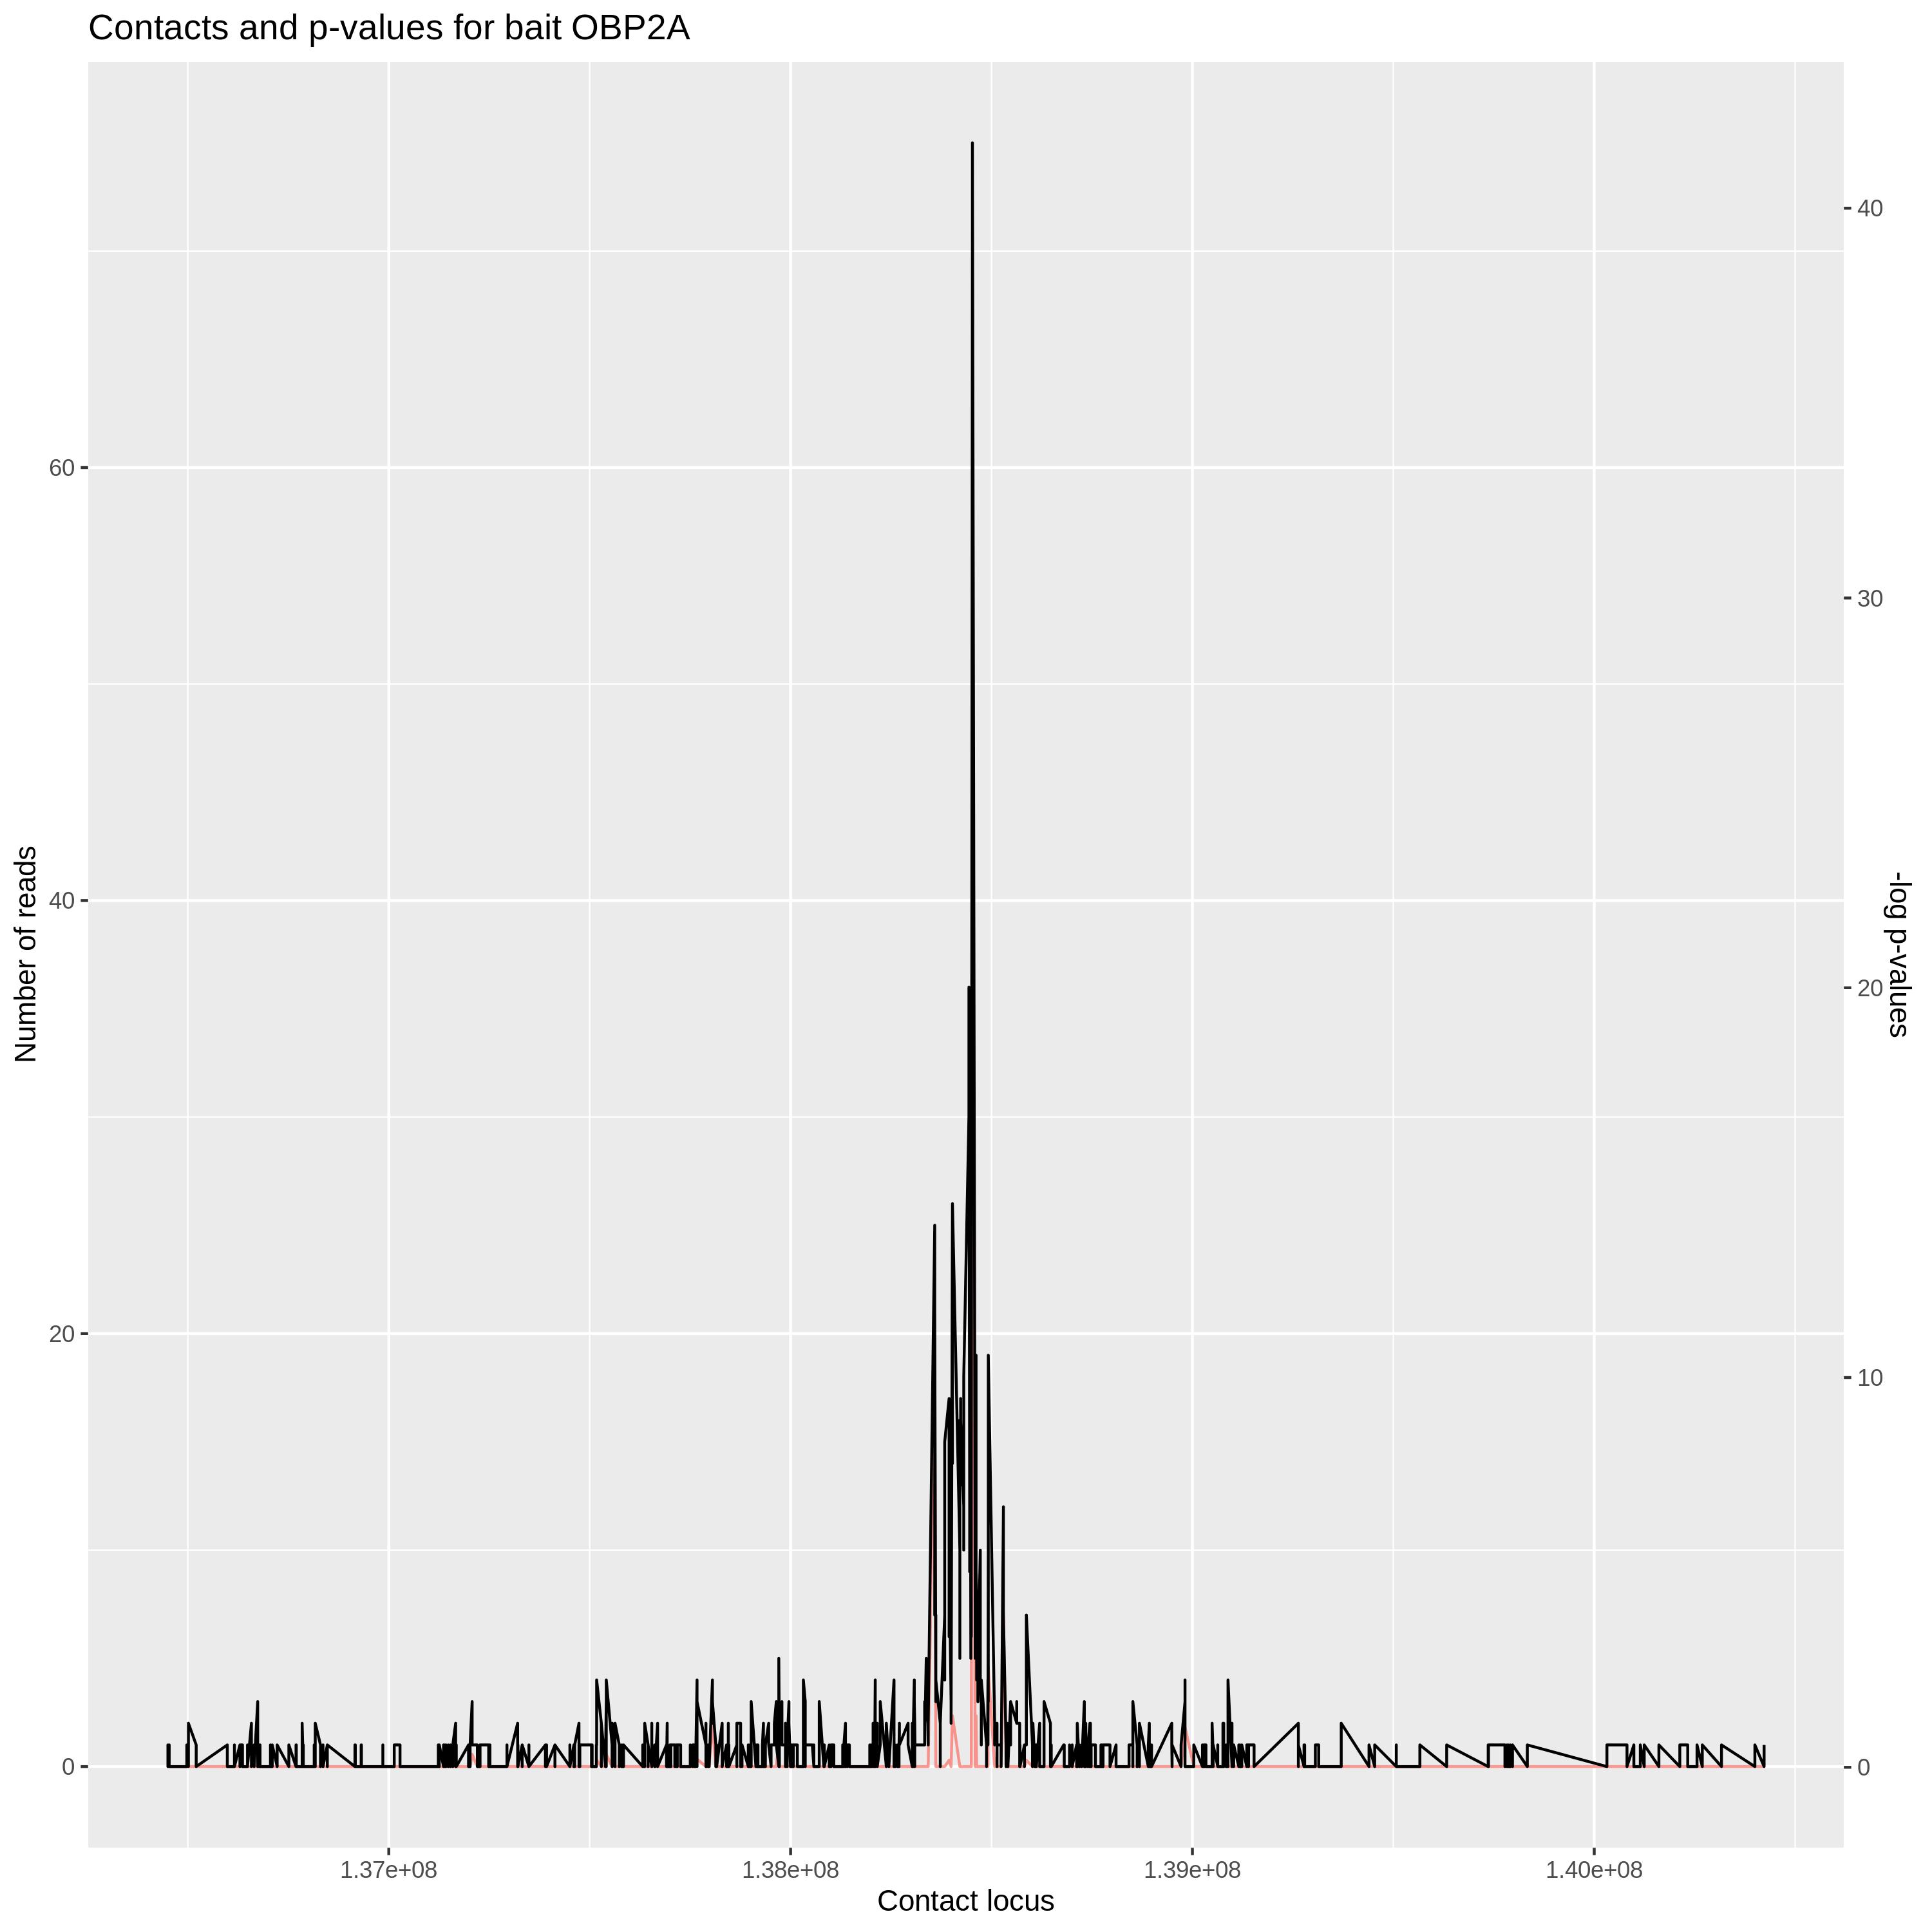 Contacts and p-values for bait OBP2A
Number of reads
60
40
20
0
40
30
20
10
0
-log p-values
1.37e+08 1.38e+08 1.39e+08 1.40e+08
Contact locus